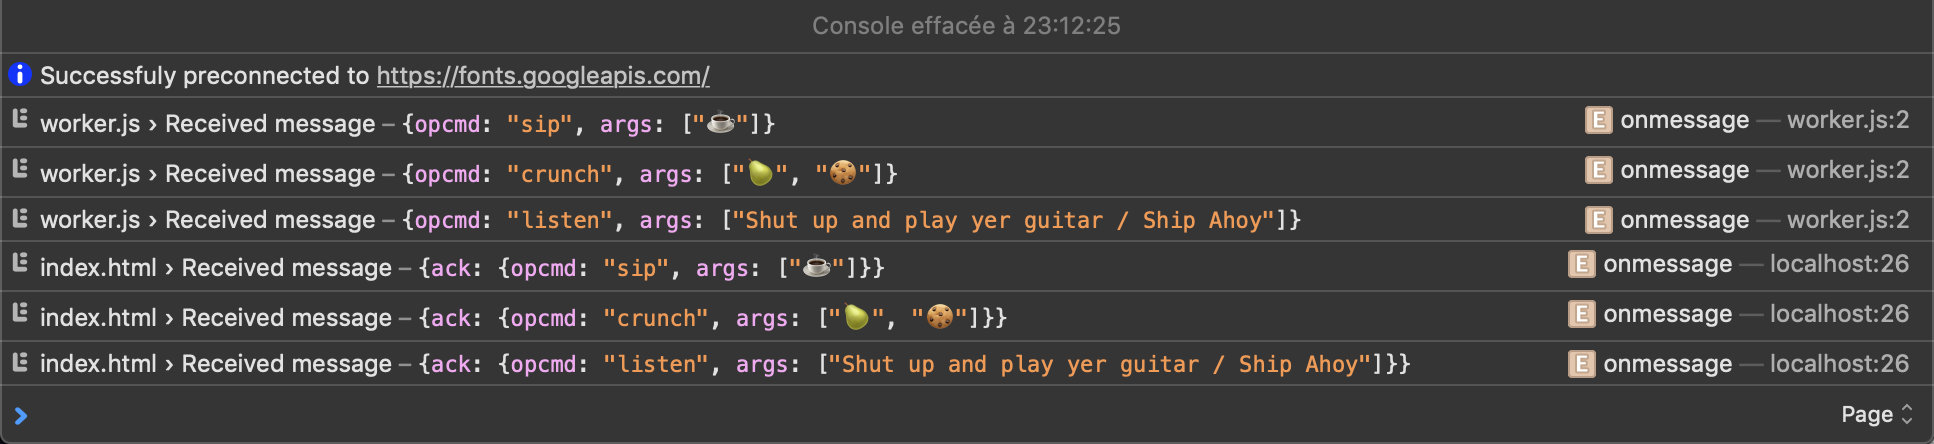 Console effacée à 23:12:25
Successfuly preconnected to https://fonts.googleapis.com/
worker.js › Received message – {opcmd: "sip", args: ["☕"]} E onmessage — worker.js:2
worker.js › Received message – {opcmd: "crunch", args: ["🍐", "🍪"]} E onmessage — worker.js:2
worker.js › Received message – {opcmd: "listen", args: ["Shut up and play yer guitar / Ship Ahoy"]} E onmessage — worker.js:2
index.html › Received message – {ack: {opcmd: "sip", args: ["☕"]}} E onmessage — localhost:26
index.html › Received message – {ack: {opcmd: "crunch", args: ["🍐", "🍪"]}} E onmessage — localhost:26
index.html › Received message – {ack: {opcmd: "listen", args: ["Shut up and play yer guitar / Ship Ahoy"]}} E onmessage — localhost:26
Page